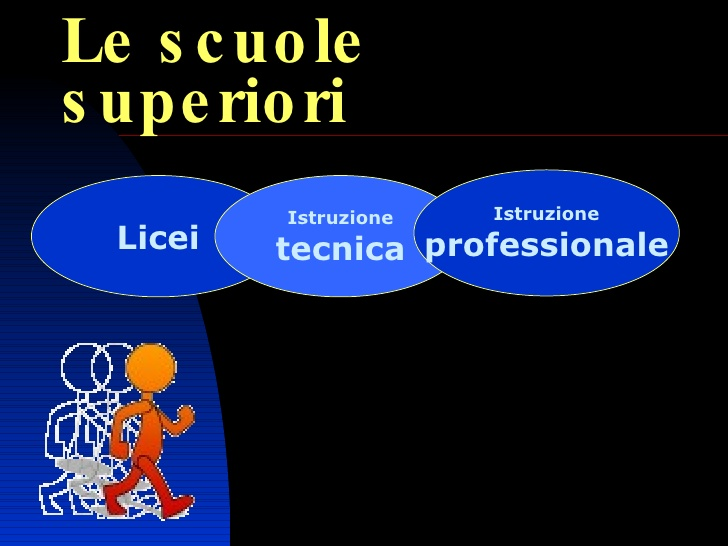 Le scuole
superiori
Licei
Istruzione
tecnica
Istruzione
professionale